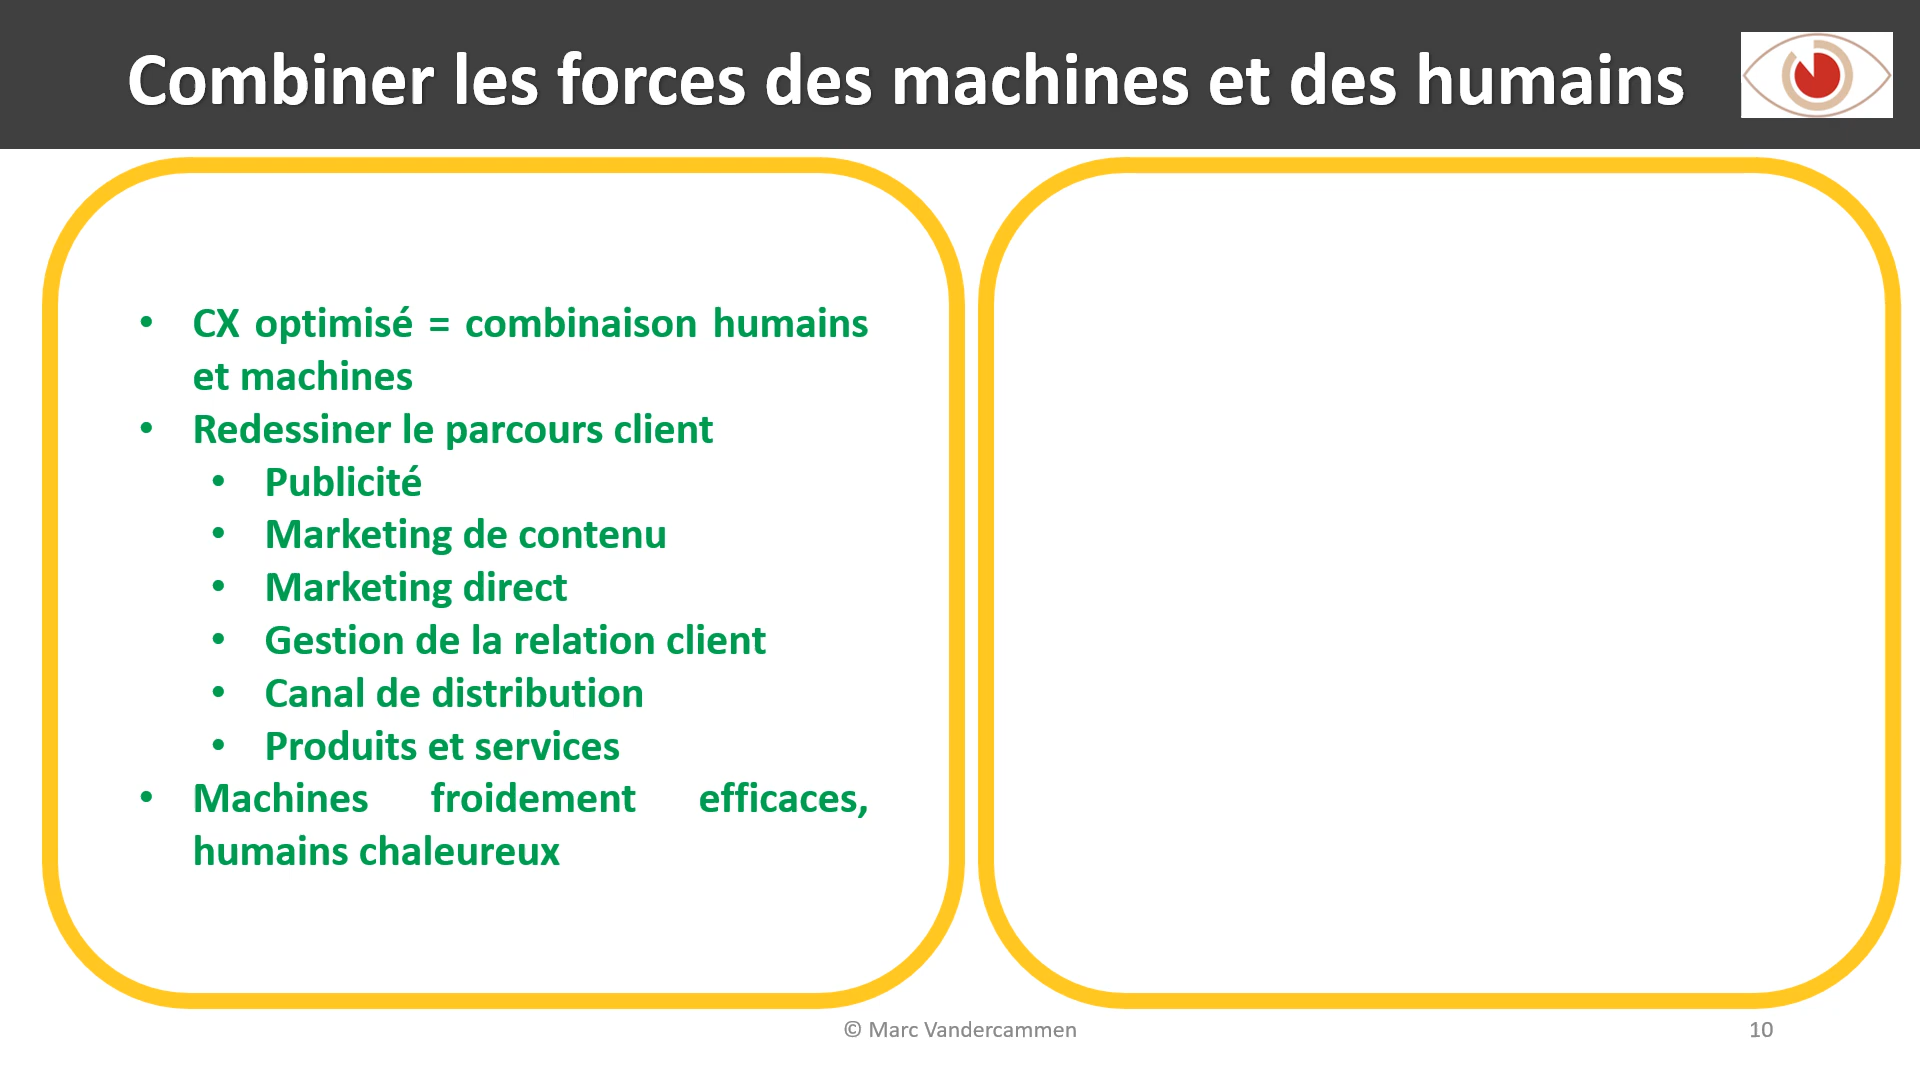 Combiner les forces des machines et des humains
• CX optimisé = combinaison humains
et machines
• Redessiner le parcours client
• Publicité
• Marketing de contenu
• Marketing direct
• Gestion de la relation client
• Canal de distribution
• Produits et services
• Machines froidement efficaces,
humains chaleureux
© Marc Vandercammen
10